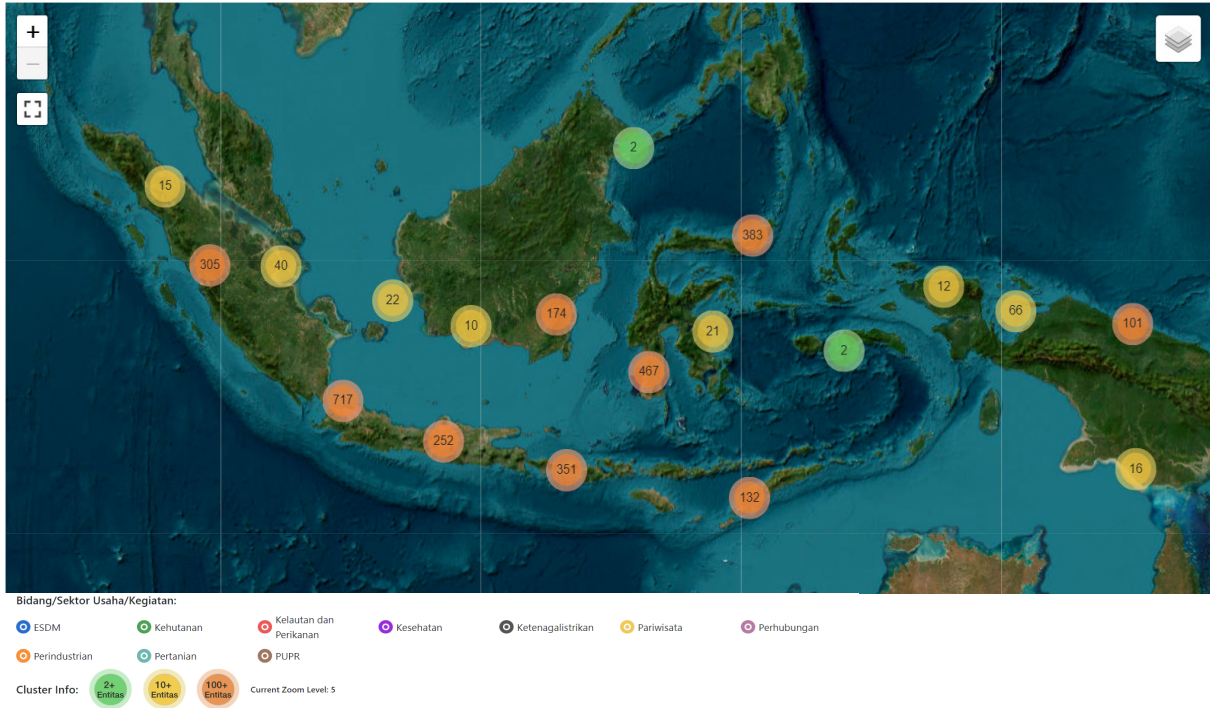 +
−
2
15
383
305
40
12
22
66
174
10
101
21
2
467
717
252
351
16
132
Bidang/Sektor Usaha/Kegiatan:
ESDM
Kehutanan
Kelautan dan
Perikanan
Kesehatan
Ketenagalistrikan
Pariwisata
Perhubungan
Perindustrian
Pertanian
PUPR
Cluster Info:
2+
Entitas
10+
Entitas
100+
Entitas
Current Zoom Level: 5